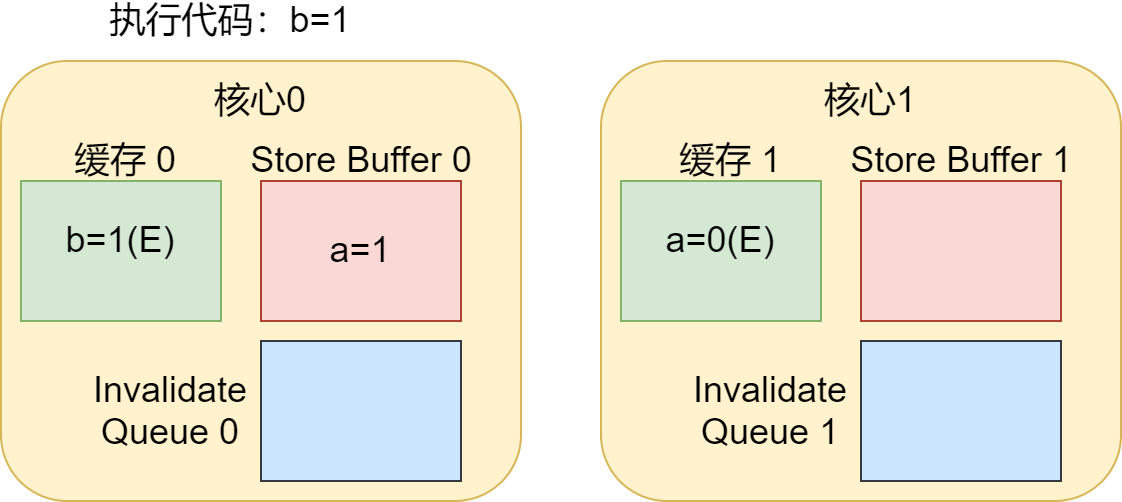 执行代码：b=1
核心0
缓存 0
Store Buffer 0
b=1(E)
a=1
Invalidate
Queue 0
核心1
缓存 1
Store Buffer 1
a=0(E)
Invalidate
Queue 1